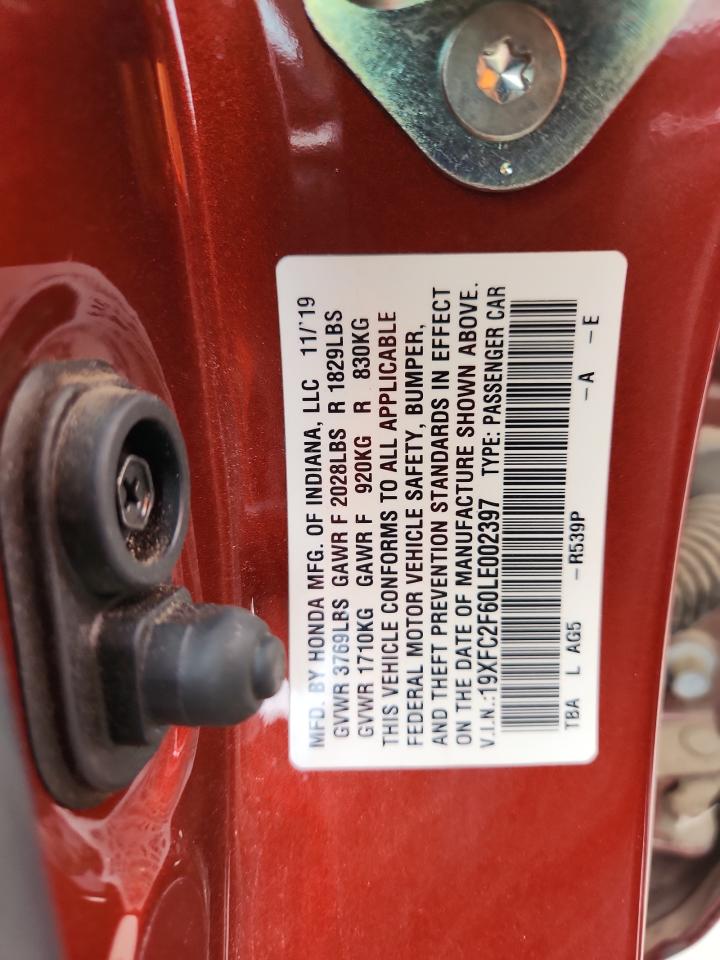 MFD. BY HONDA MFG. OF INDIANA, LLC 11/'19
GVWR 3769LBS GAWR F 2028LBS R 1829LBS
GVWR 1710KG GAWR F 920KG R 830KG
THIS VEHICLE CONFORMS TO ALL APPLICABLE
FEDERAL MOTOR VEHICLE SAFETY, BUMPER,
AND THEFT PREVENTION STANDARDS IN EFFECT
ON THE DATE OF MANUFACTURE SHOWN ABOVE.
V.I.N.:19XFC2F60LE002397 TYPE: PASSENGER CAR
TBA L AG5 -R539P -A -E